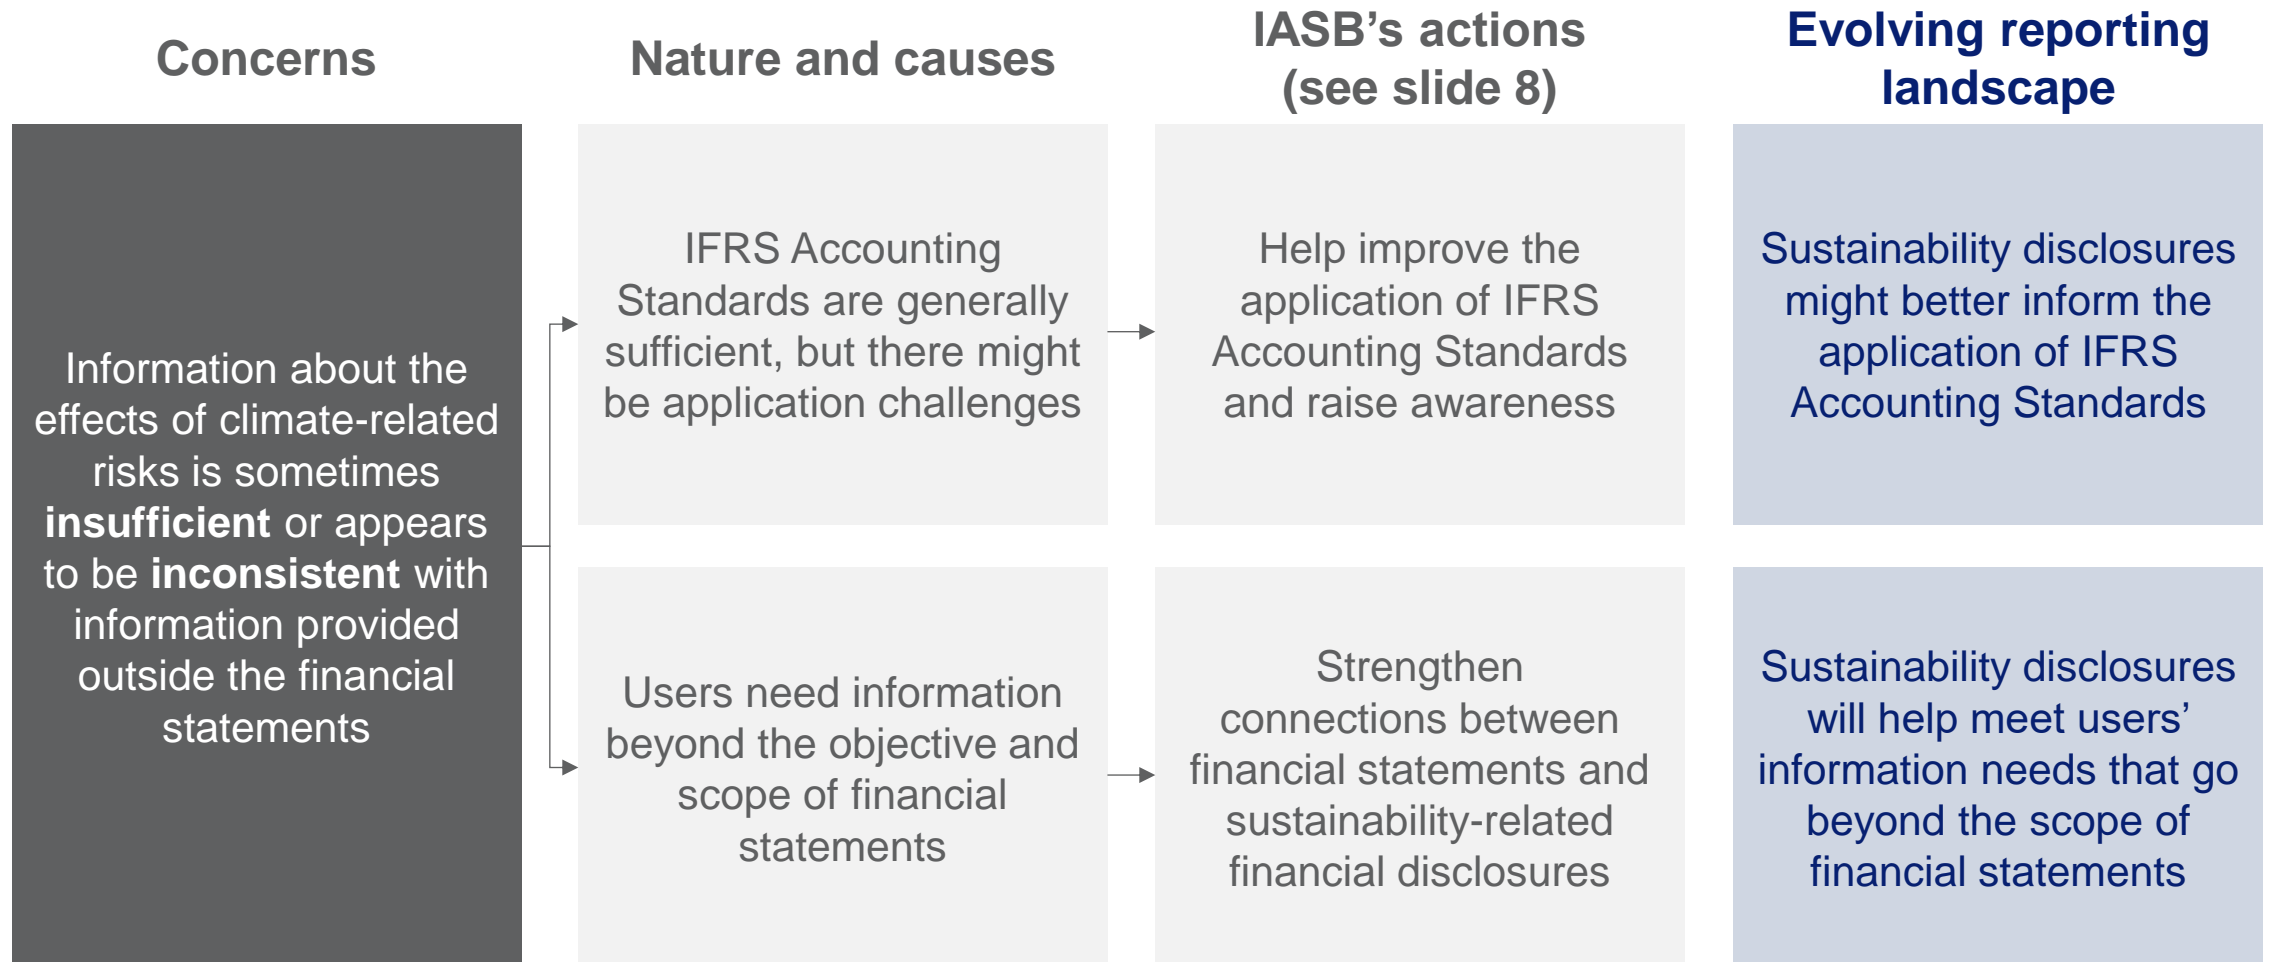 Concerns
Nature and causes
IASB’s actions
(see slide 8)
Evolving reporting
landscape
Information about the
effects of climate-related
risks is sometimes
insufficient or appears
to be inconsistent with
information provided
outside the financial
statements
IFRS Accounting
Standards are generally
sufficient, but there might
be application challenges
Help improve the
application of IFRS
Accounting Standards
and raise awareness
Sustainability disclosures
might better inform the
application of IFRS
Accounting Standards
Users need information
beyond the objective and
scope of financial
statements
Strengthen
connections between
financial statements and
sustainability-related
financial disclosures
Sustainability disclosures
will help meet users’
information needs that go
beyond the scope of
financial statements